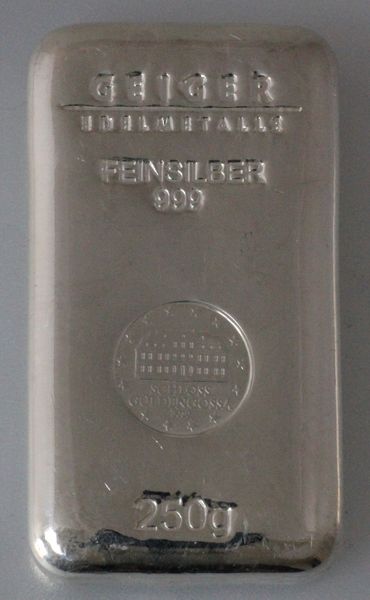 GEIGER
EDELMETALLE
FEINSILBER
999
SCHLOSS
GÜLDENGOSSA
250g